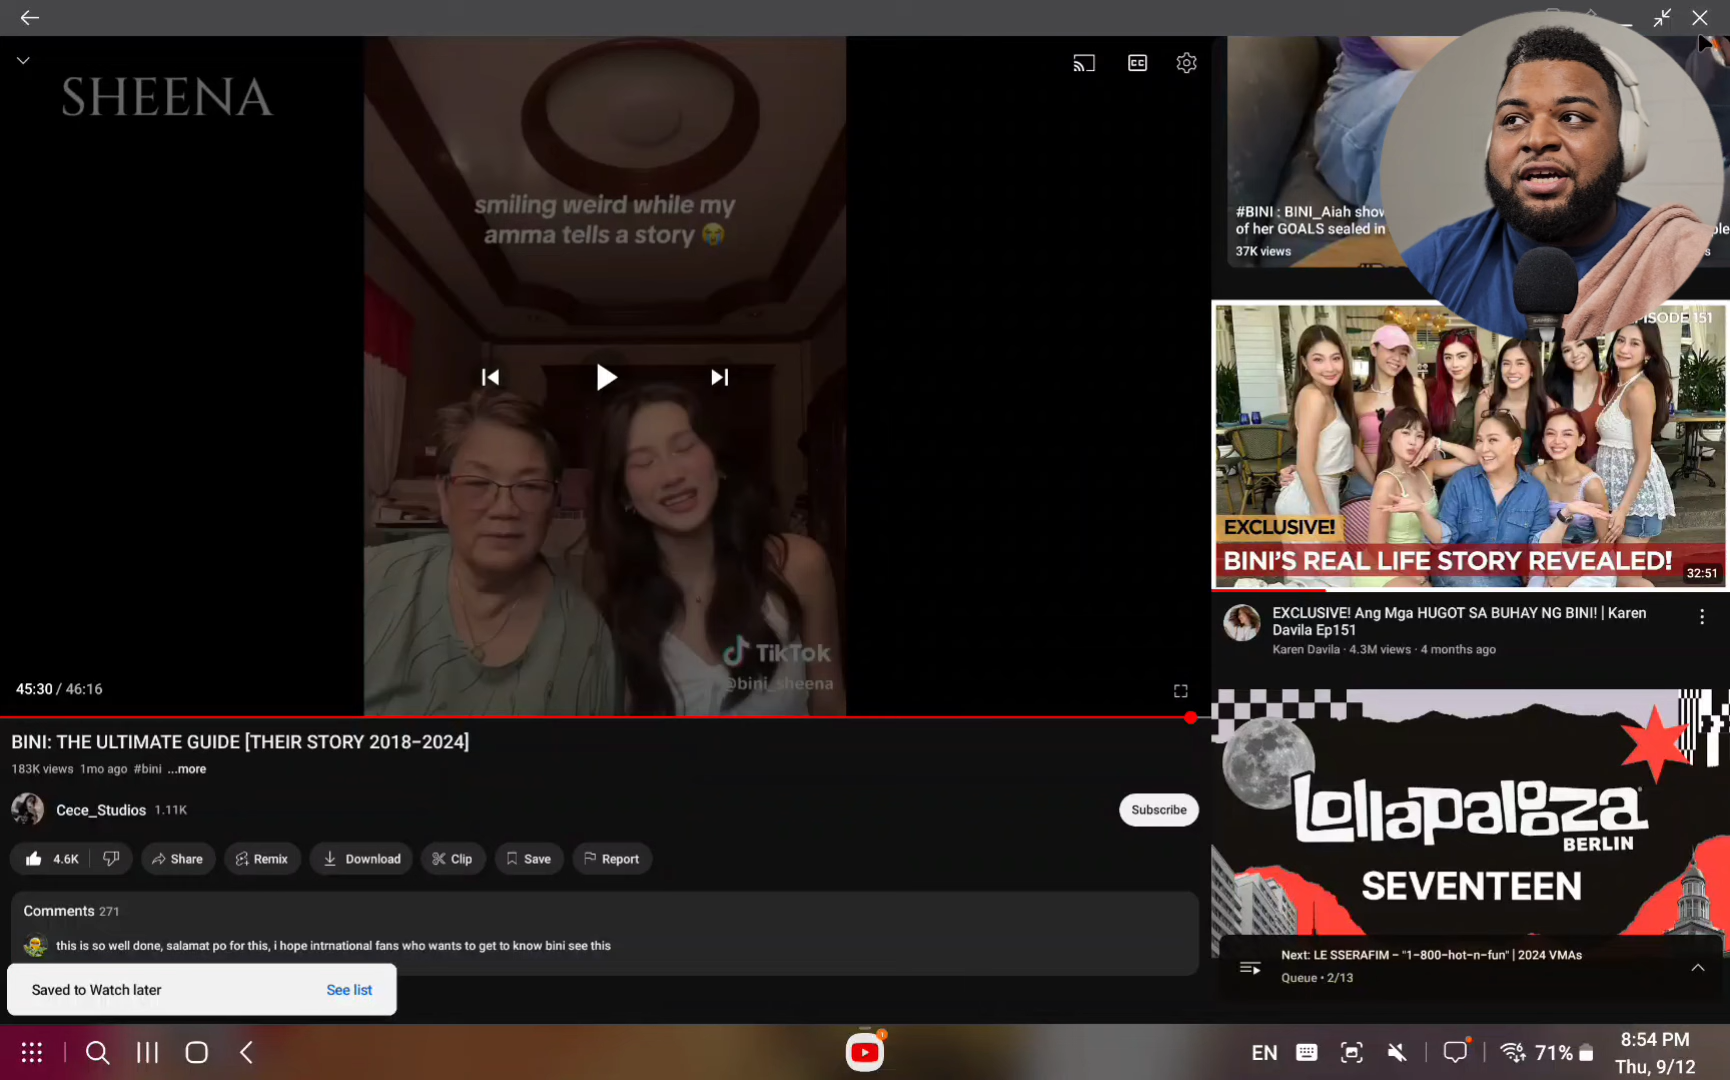 SHEENA
smiling weird while my
amma tells a story 😭
TikTok
@bini_sheena
45:30 / 46:16
BINI: THE ULTIMATE GUIDE [THEIR STORY 2018-2024]
183K views 1mo ago #bini ...more
Cece_Studios 1.11K
Subscribe
4.6K
Share
Remix
Download
Clip
Save
Report
Comments 271
this is so well done, salamat po for this, i hope intrnational fans who wants to get to know bini see this
Saved to Watch later
See list
#BINI : BINI_Aiah
of her GOALS sealed in
37K views
EXCLUSIVE!
BINI'S REAL LIFE STORY REVEALED!
32:51
EXCLUSIVE! Ang Mga HUGOT SA BUHAY NG BINI! | Karen
Davila Ep151
Karen Davila · 4.3M views · 4 months ago
Lollapalooza
BERLIN
SEVENTEEN
Next: LE SSERAFIM - "1-800-hot-n-fun" | 2024 VMAs
Queue • 2/13
EN
71%
8:54 PM
Thu, 9/12